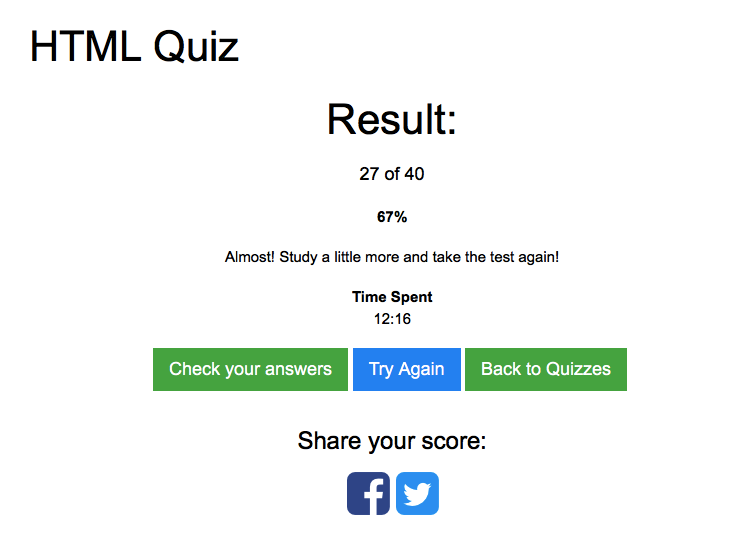 HTML Quiz
Result:
27 of 40
67%
Almost! Study a little more and take the test again!
Time Spent
12:16
Check your answers Try Again Back to Quizzes
Share your score: